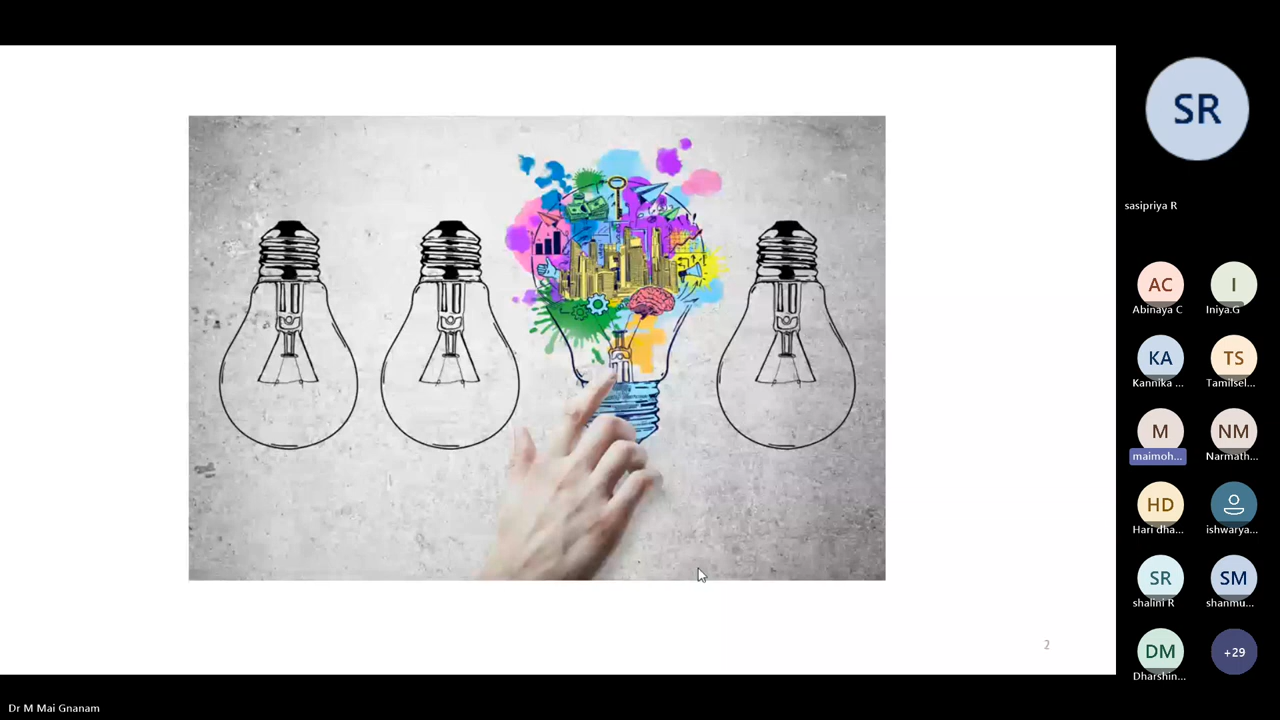 SR
sasipriya R
AC
I
Abinaya C
Iniya.G
KA
TS
Kannika ...
Tamilsel...
M
NM
maimoh...
Narmath...
HD
Hari dha...
ishwarya...
SR
SM
shalini R
shanmu...
DM
+29
Dharshin...
2
Dr M Mai Gnanam